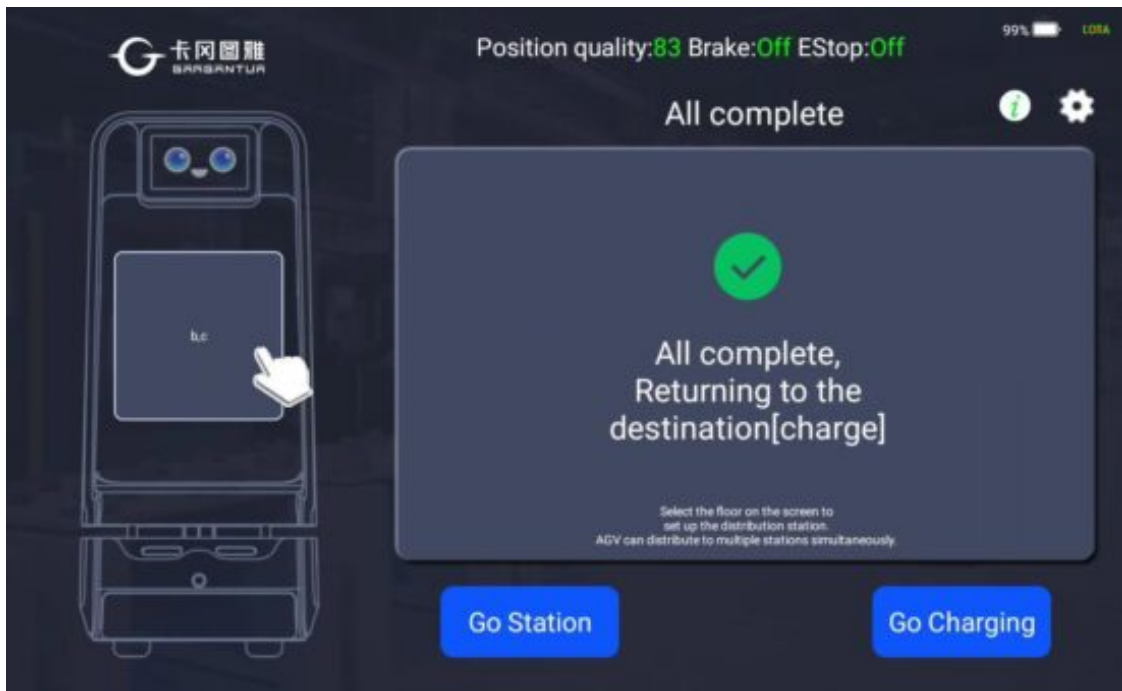 卡冈图雅
GARGANTUA
Position quality:83 Brake:Off EStop:Off
99%
LORA
All complete
i
b,c
All complete,
Returning to the
destination[charge]
Select the floor on the screen to
set up the distribution station.
AGV can distribute to multiple stations simultaneously.
Go Station
Go Charging